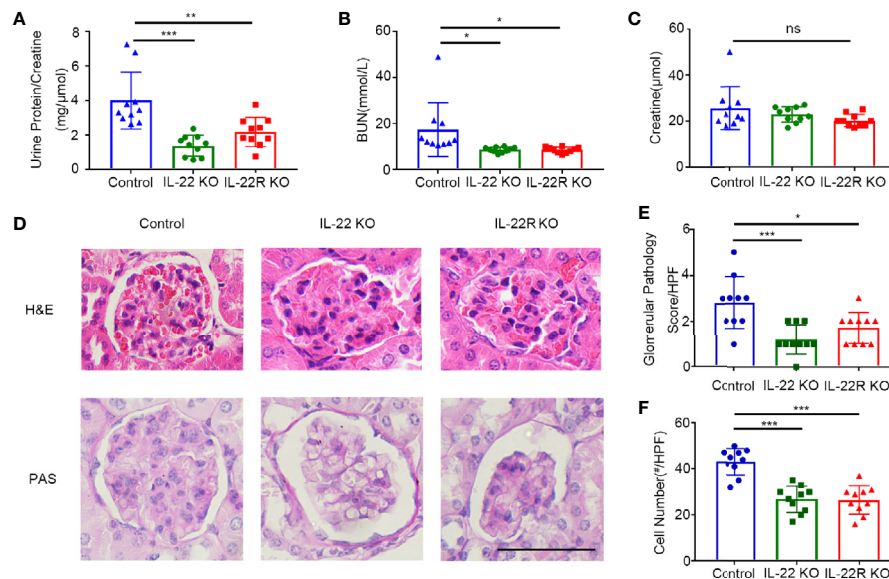 A
Urine Protein/Creatine
(mg/μmol)
8
6
4
2
0
**
***
Control
IL-22 KO
IL-22R KO
B
BUN(mmol/L)
60
40
20
0
*
*
Control
IL-22 KO
IL-22R KO
C
Creatine(μmol)
60
40
20
0
ns
Control
IL-22 KO
IL-22R KO
D
Control
IL-22 KO
IL-22R KO
H&E
PAS
E
Glomerular Pathology
Score/HPF
6
4
2
0
*
***
Control
IL-22 KO
IL-22R KO
F
Cell Number(*/HPF)
60
40
20
0
***
***
Control
IL-22 KO
IL-22R KO